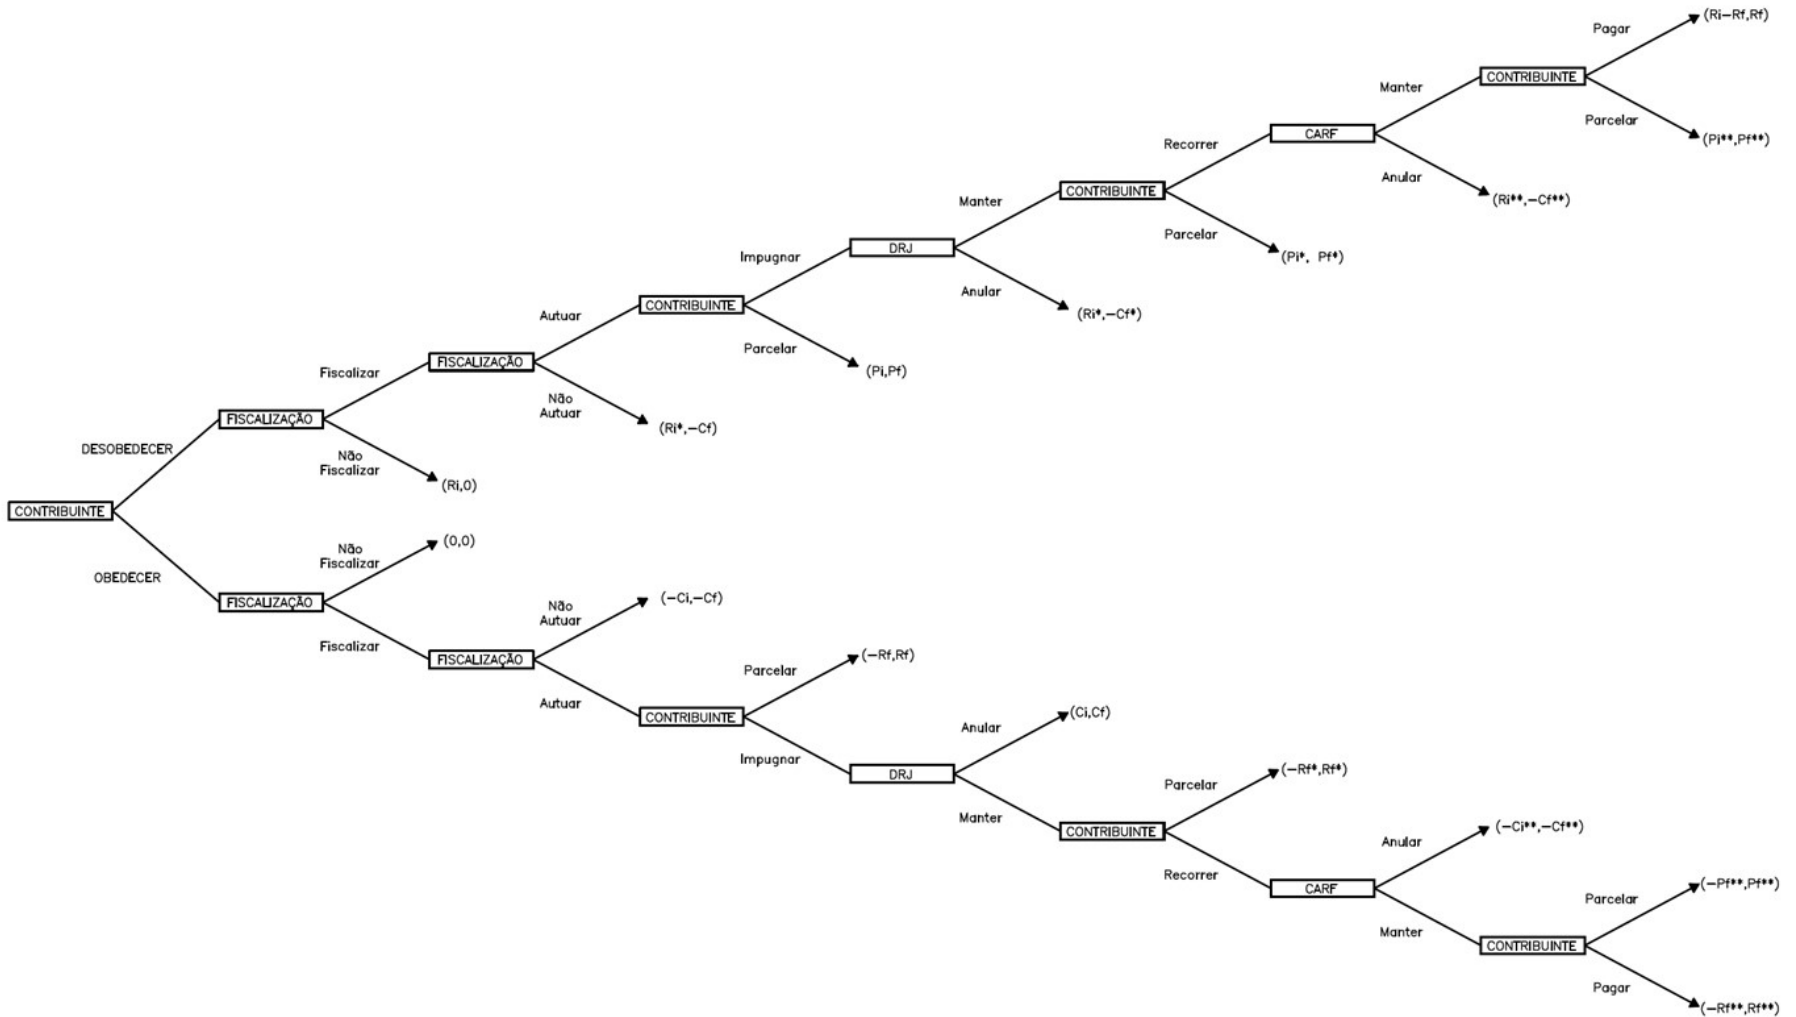 (Ri-Rf,Rf)
Pagar
CONTRIBUINTE
Manter
Parcelar
CARF
(Pi**,Pf**)
Recorrer
Anular
CONTRIBUINTE
(Ri**,-Cf**)
Manter
Parcelar
DRJ
(Pi*, Pf*)
Impugnar
Anular
CONTRIBUINTE
(Ri*,-Cf*)
Autuar
Parcelar
FISCALIZAÇÃO
(Pi,Pf)
Fiscalizar
Não
Autuar
FISCALIZAÇÃO
(Ri*,-Cf)
DESOBEDECER
Não
Fiscalizar
(Ri,0)
CONTRIBUINTE
(0,0)
Não
Fiscalizar
OBEDECER
FISCALIZAÇÃO
(-Ci,-Cf)
Não
Autuar
Fiscalizar
FISCALIZAÇÃO
(-Rf,Rf)
Parcelar
Autuar
CONTRIBUINTE
(Ci,Cf)
Anular
Impugnar
DRJ
(-Rf*,Rf*)
Parcelar
Manter
CONTRIBUINTE
(-Ci**,-Cf**)
Anular
Recorrer
CARF
(-Pf**,Pf**)
Parcelar
Manter
CONTRIBUINTE
Pagar
(-Rf**,Rf**)